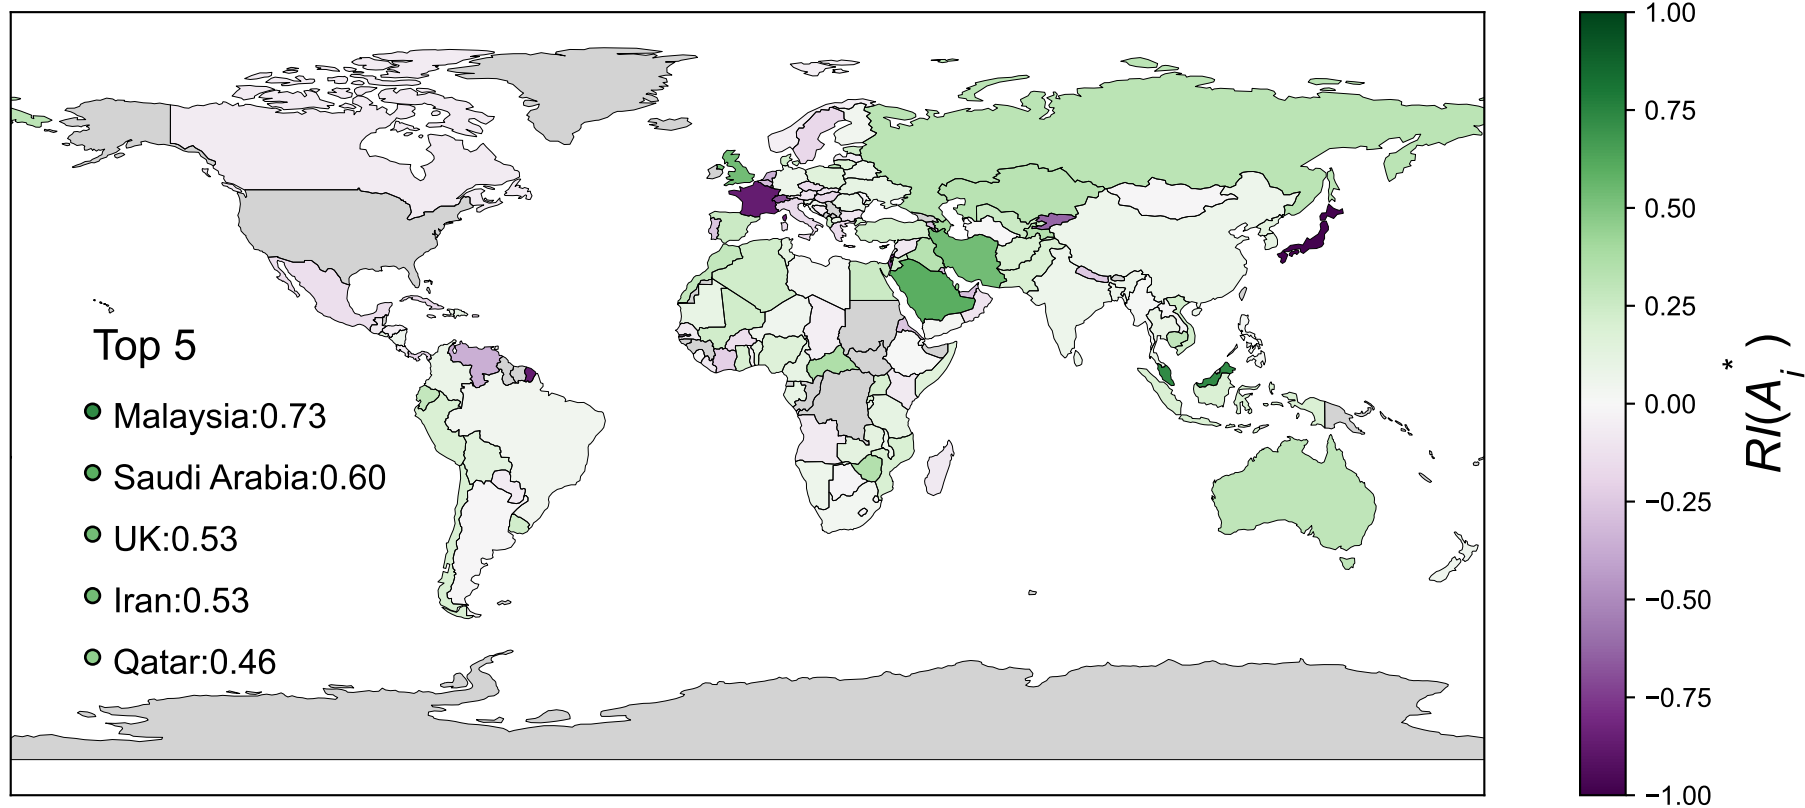 Top 5
Malaysia:0.73
Saudi Arabia:0.60
UK:0.53
Iran:0.53
Qatar:0.46
1.00
0.75
0.50
0.25
0.00
−0.25
−0.50
−0.75
−1.00
RI(A_i^*)